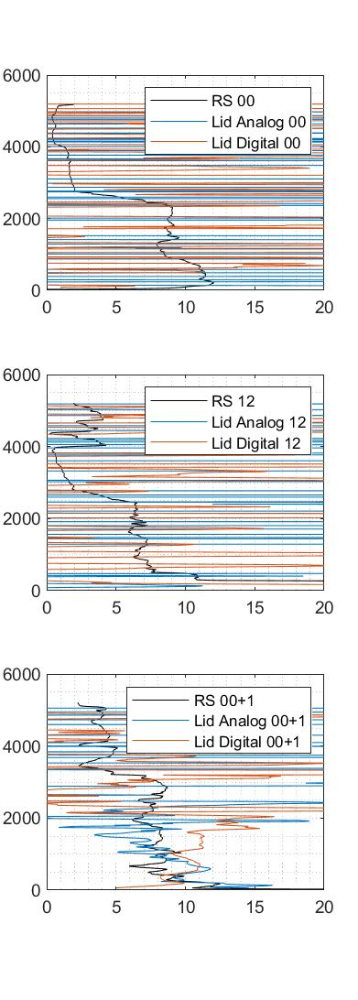 6000
RS 00
Lid Analog 00
Lid Digital 00
4000
2000
0
0 5 10 15 20
6000
RS 12
Lid Analog 12
Lid Digital 12
4000
2000
0
0 5 10 15 20
6000
RS 00+1
Lid Analog 00+1
Lid Digital 00+1
4000
2000
0
0 5 10 15 20